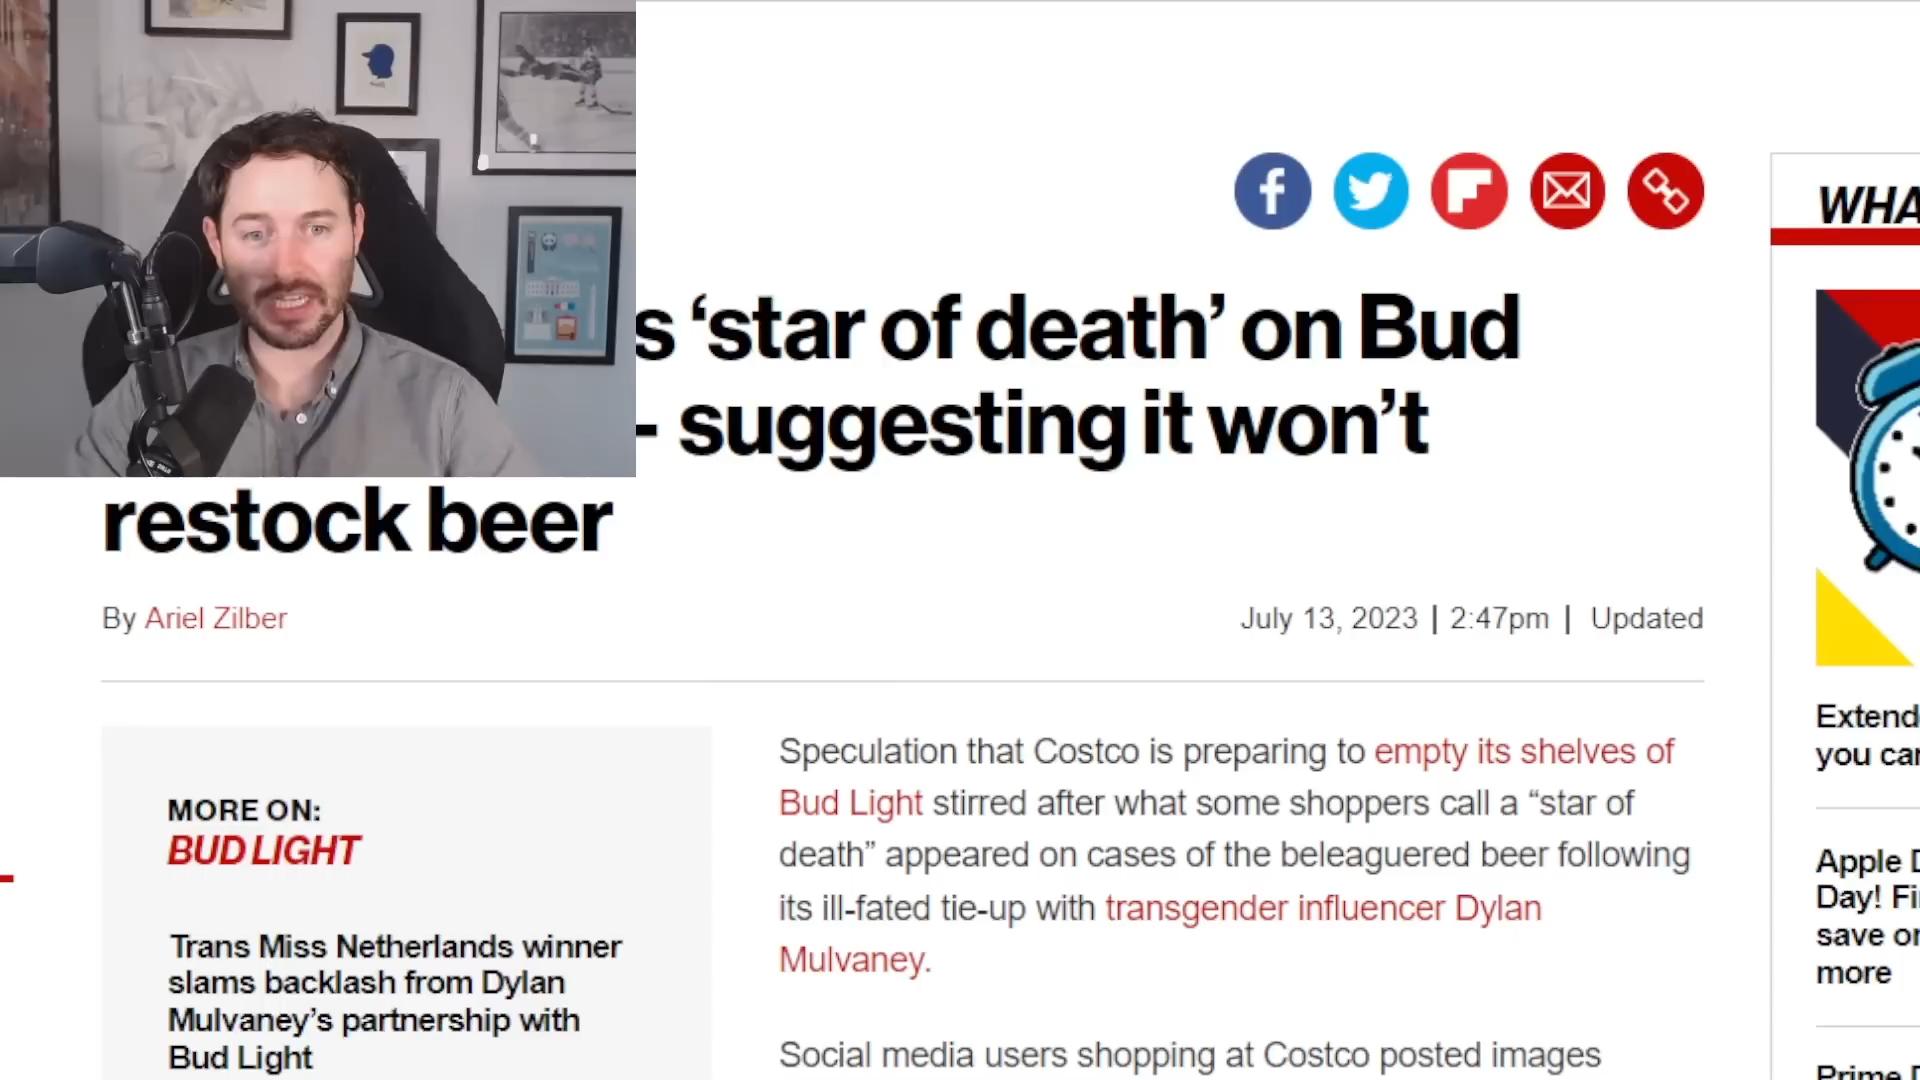 s ‘star of death’ on Bud
- suggesting it won’t
restock beer
By Ariel Zilber
July 13, 2023 | 2:47pm | Updated
MORE ON:
BUD LIGHT
Trans Miss Netherlands winner
slams backlash from Dylan
Mulvaney’s partnership with
Bud Light
Speculation that Costco is preparing to empty its shelves of
Bud Light stirred after what some shoppers call a “star of
death” appeared on cases of the beleaguered beer following
its ill-fated tie-up with transgender influencer Dylan
Mulvaney.
Social media users shopping at Costco posted images
WHA
Extend
you can
Apple D
Day! Fi
save or
more
Prime D